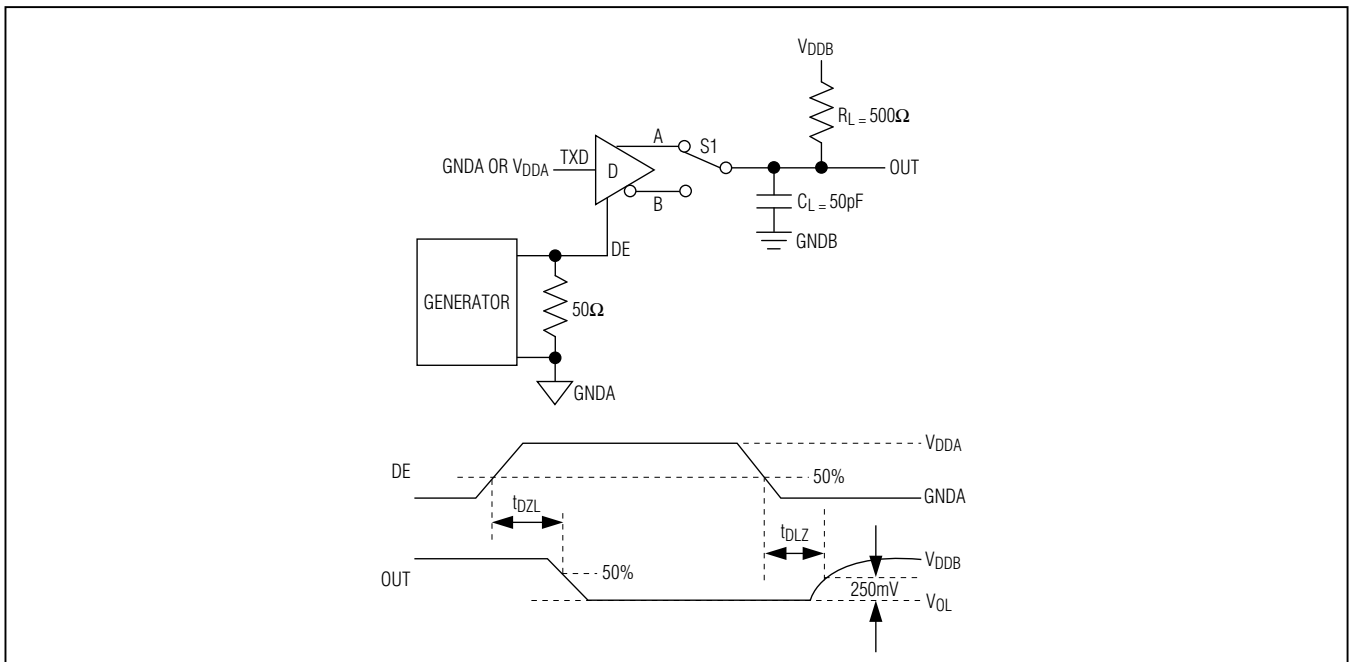 VDDB
RL = 500Ω
A
S1
GNDA OR VDDA
TXD
D
OUT
B
CL = 50pF
GNDB
DE
GENERATOR
50Ω
GNDA
VDDA
DE
50%
GNDA
tDZL
tDLZ
VDDB
OUT
50%
250mV
VOL